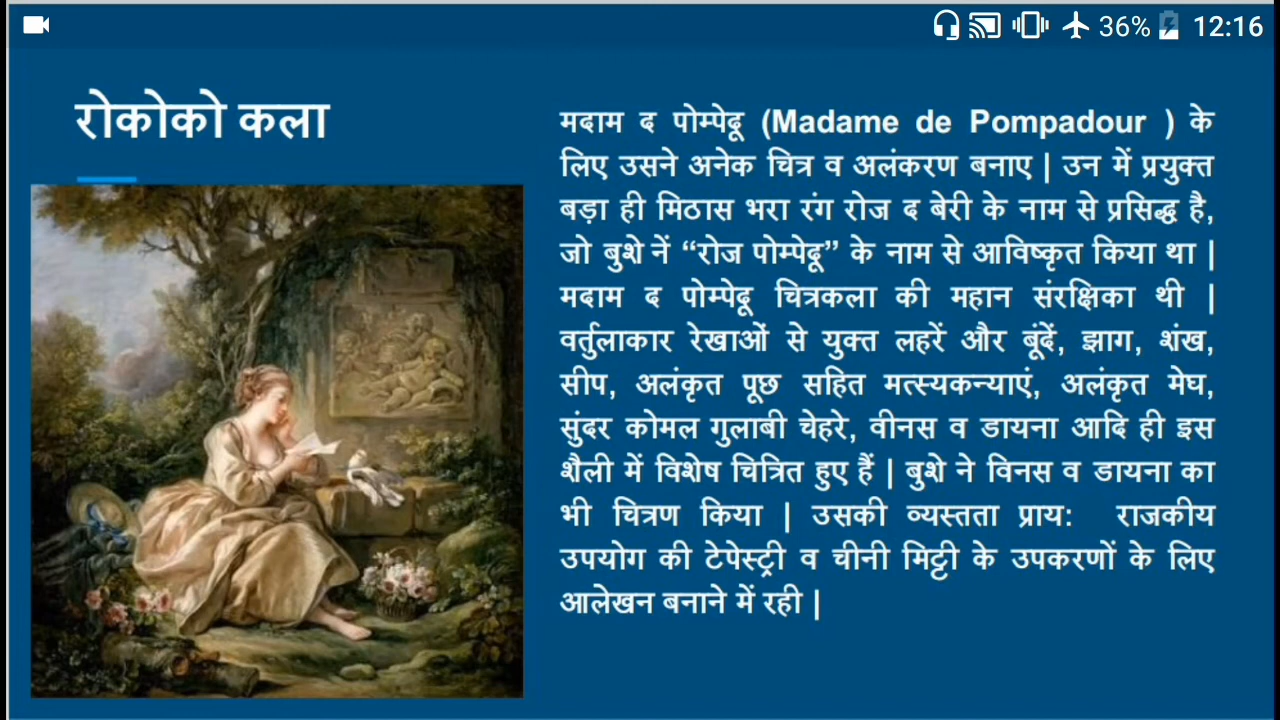 36% 12:16
रोकोको कला
मदाम द पोम्पेदू (Madame de Pompadour ) के
लिए उसने अनेक चित्र व अलंकरण बनाए | उन में प्रयुक्त
बड़ा ही मिठास भरा रंग रोज द बेरी के नाम से प्रसिद्ध है,
जो बुशे नें “रोज पोम्पेदू” के नाम से आविष्कृत किया था |
मदाम द पोम्पेदू चित्रकला की महान संरक्षिका थी |
वर्तुलाकार रेखाओं से युक्त लहरें और बूंदें, झाग, शंख,
सीप, अलंकृत पूछ सहित मत्स्यकन्याएं, अलंकृत मेघ,
सुंदर कोमल गुलाबी चेहरे, वीनस व डायना आदि ही इस
शैली में विशेष चित्रित हुए हैं | बुशे ने विनस व डायना का
भी चित्रण किया | उसकी व्यस्तता प्राय: राजकीय
उपयोग की टेपेस्ट्री व चीनी मिट्टी के उपकरणों के लिए
आलेखन बनाने में रही |